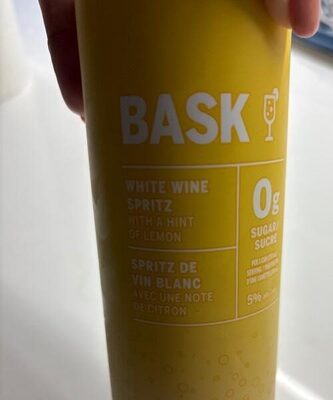 BASK
WHITE WINE
SPRITZ
WITH A HINT
OF LEMON
SPRITZ DE
VIN BLANC
AVEC UNE NOTE
DE CITRON
0g
SUGAR/
SUCRE
5%